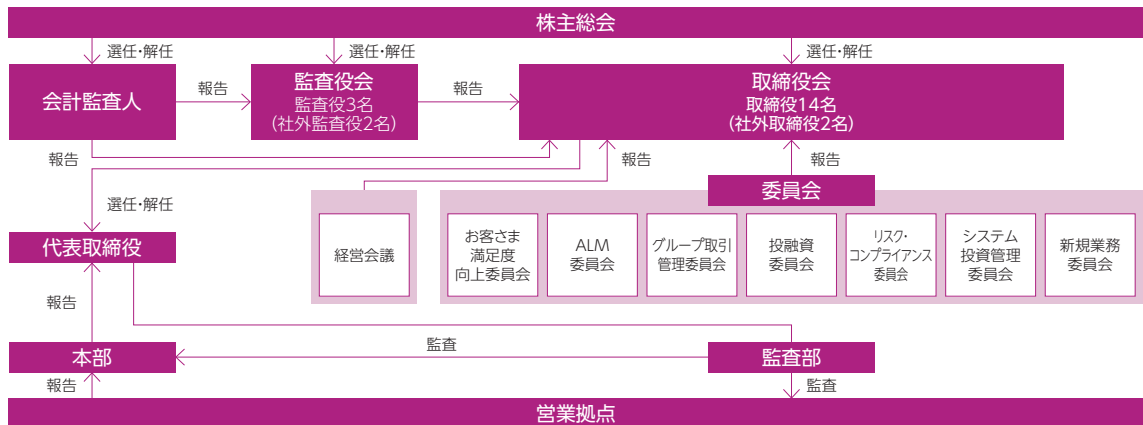 株主総会
選任・解任
選任・解任
選任・解任
会計監査人
報告
監査役会
監査役3名
(社外監査役2名)
報告
取締役会
取締役14名
(社外取締役2名)
報告
報告
報告
選任・解任
委員会
代表取締役
経営会議
お客さま
満足度
向上委員会
ALM
委員会
グループ取引
管理委員会
投融資
委員会
リスク・
コンプライアンス
委員会
システム
投資管理
委員会
新規業務
委員会
報告
本部
監査
監査部
報告
監査
営業拠点